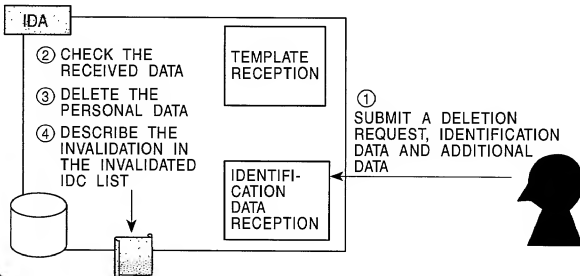 IDA
② CHECK THE
RECEIVED DATA
③ DELETE THE
PERSONAL DATA
④ DESCRIBE THE
INVALIDATION IN
THE INVALIDATED
IDC LIST
TEMPLATE
RECEPTION
IDENTIFI-
CATION
DATA
RECEPTION
①
SUBMIT A DELETION
REQUEST, IDENTIFICATION
DATA AND ADDITIONAL
DATA